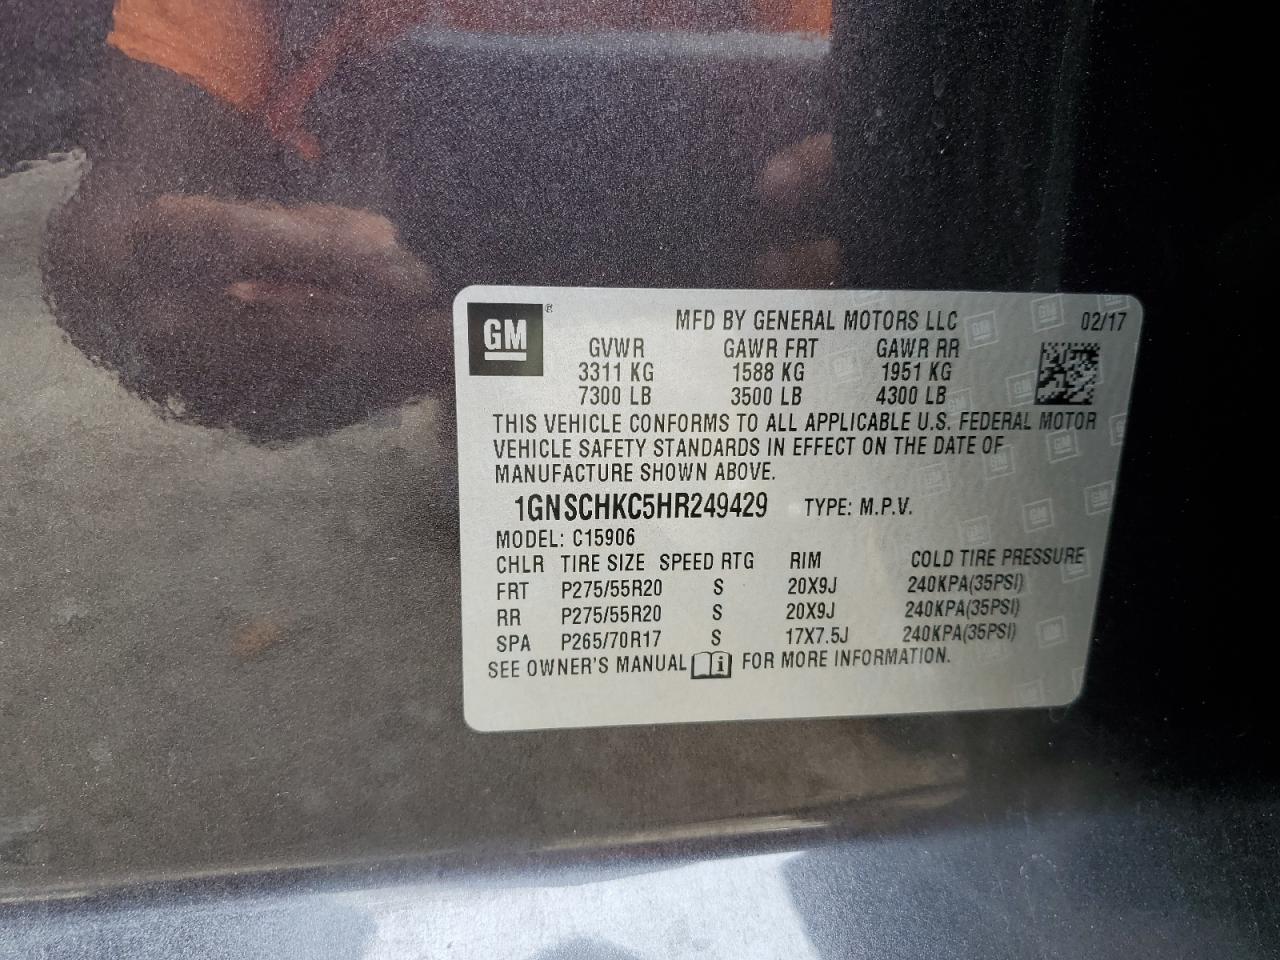 GM ®
MFD BY GENERAL MOTORS LLC 02/17
GVWR GAWR FRT GAWR RR
3311 KG 1588 KG 1951 KG
7300 LB 3500 LB 4300 LB
THIS VEHICLE CONFORMS TO ALL APPLICABLE U.S. FEDERAL MOTOR
VEHICLE SAFETY STANDARDS IN EFFECT ON THE DATE OF
MANUFACTURE SHOWN ABOVE.
1GNSCHKC5HR249429 TYPE: M.P.V.
MODEL: C15906
CHLR TIRE SIZE SPEED RTG RIM COLD TIRE PRESSURE
FRT P275/55R20 S 20X9J 240KPA(35PSI)
RR P275/55R20 S 20X9J 240KPA(35PSI)
SPA P265/70R17 S 17X7.5J 240KPA(35PSI)
SEE OWNER'S MANUAL i FOR MORE INFORMATION.